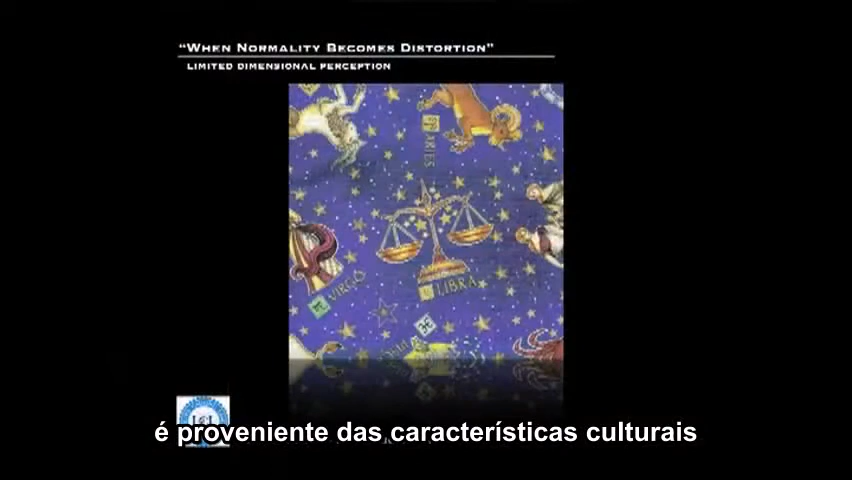 “WHEN NORMALITY BECOMES DISTORTION”
LIMITED DIMENSIONAL PERCEPTION
ARIES
VIRGO
LIBRA
é proveniente das características culturais